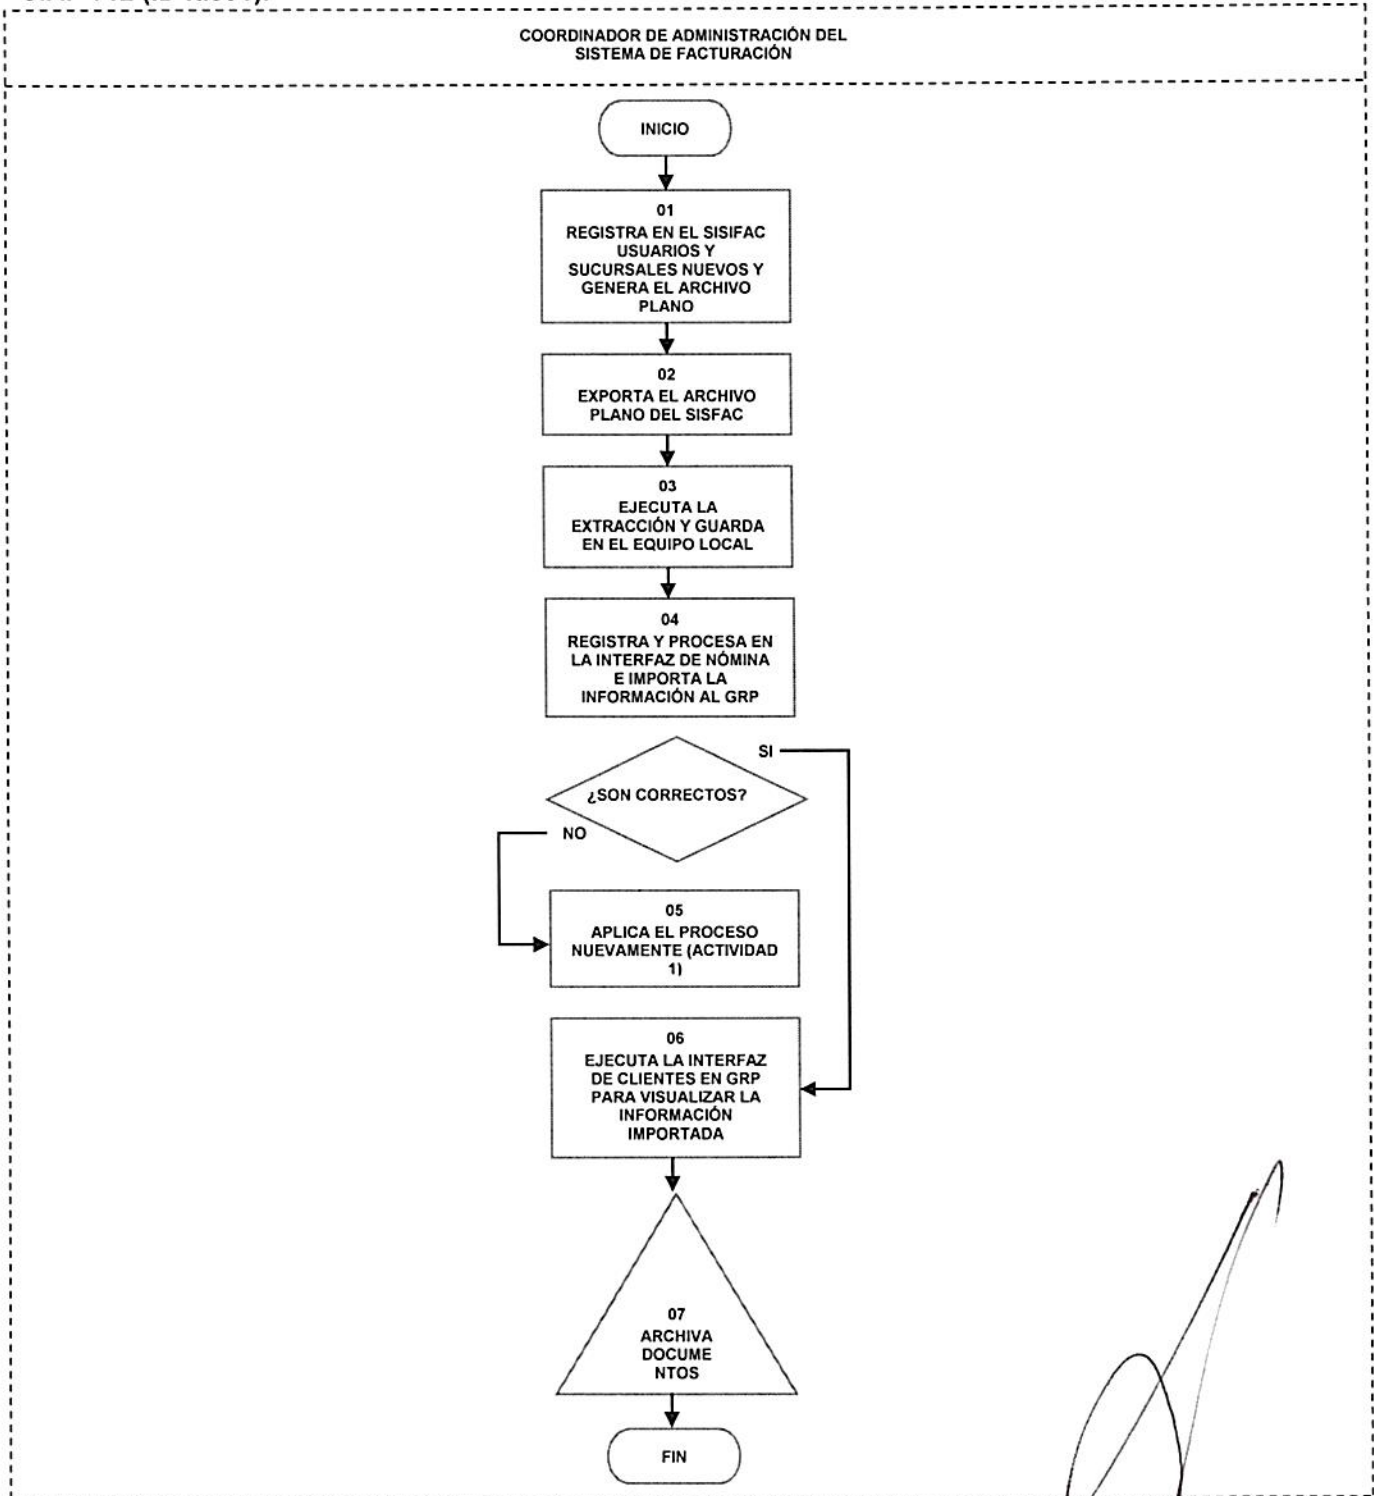 COORDINADOR DE ADMINISTRACIÓN DEL
SISTEMA DE FACTURACIÓN
INICIO
01
REGISTRA EN EL SISIFAC
USUARIOS Y
SUCURSALES NUEVOS Y
GENERA EL ARCHIVO
PLANO
02
EXPORTA EL ARCHIVO
PLANO DEL SISFAC
03
EJECUTA LA
EXTRACCIÓN Y GUARDA
EN EL EQUIPO LOCAL
04
REGISTRA Y PROCESA EN
LA INTERFAZ DE NÓMINA
E IMPORTA LA
INFORMACIÓN AL GRP
SI
¿SON CORRECTOS?
NO
05
APLICA EL PROCESO
NUEVAMENTE (ACTIVIDAD
1)
06
EJECUTA LA INTERFAZ
DE CLIENTES EN GRP
PARA VISUALIZAR LA
INFORMACIÓN
IMPORTADA
07
ARCHIVA
DOCUME
NTOS
FIN